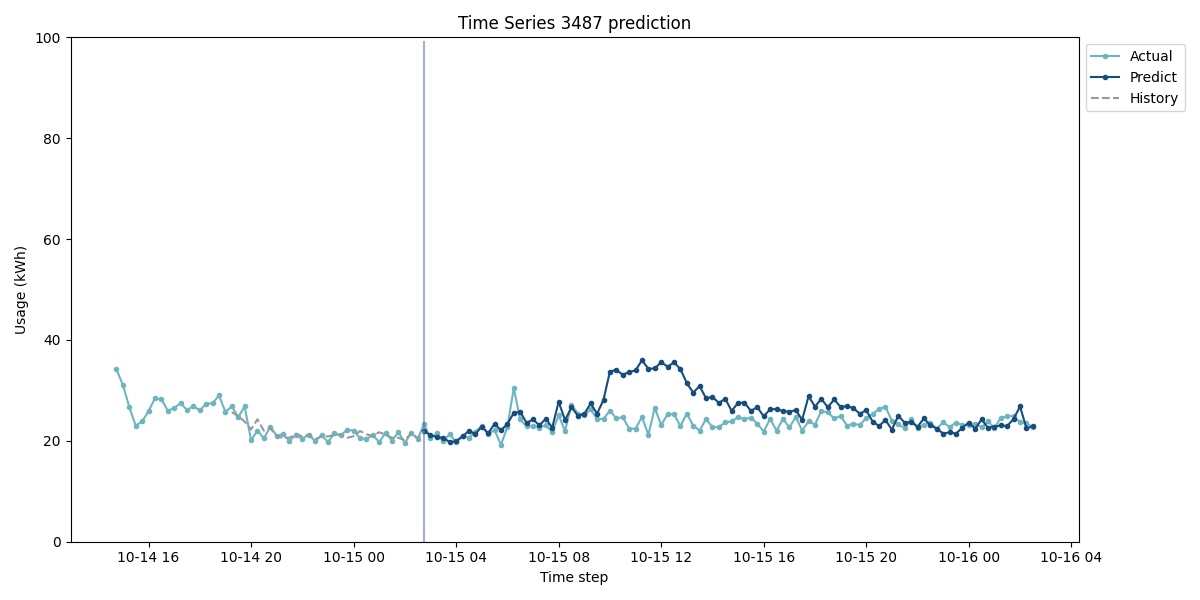 Time Series 3487 prediction
100
80
60
40
20
0
Usage (kWh)
10-14 16 10-14 20 10-15 00 10-15 04 10-15 08 10-15 12 10-15 16 10-15 20 10-16 00 10-16 04
Time step
Actual
Predict
History